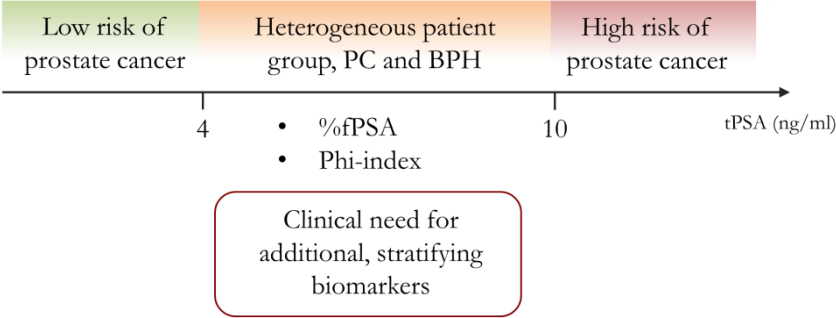 Low risk of
prostate cancer
Heterogeneous patient
group, PC and BPH
High risk of
prostate cancer
4
10
tPSA (ng/ml)
• %fPSA
• Phi-index
Clinical need for
additional, stratifying
biomarkers